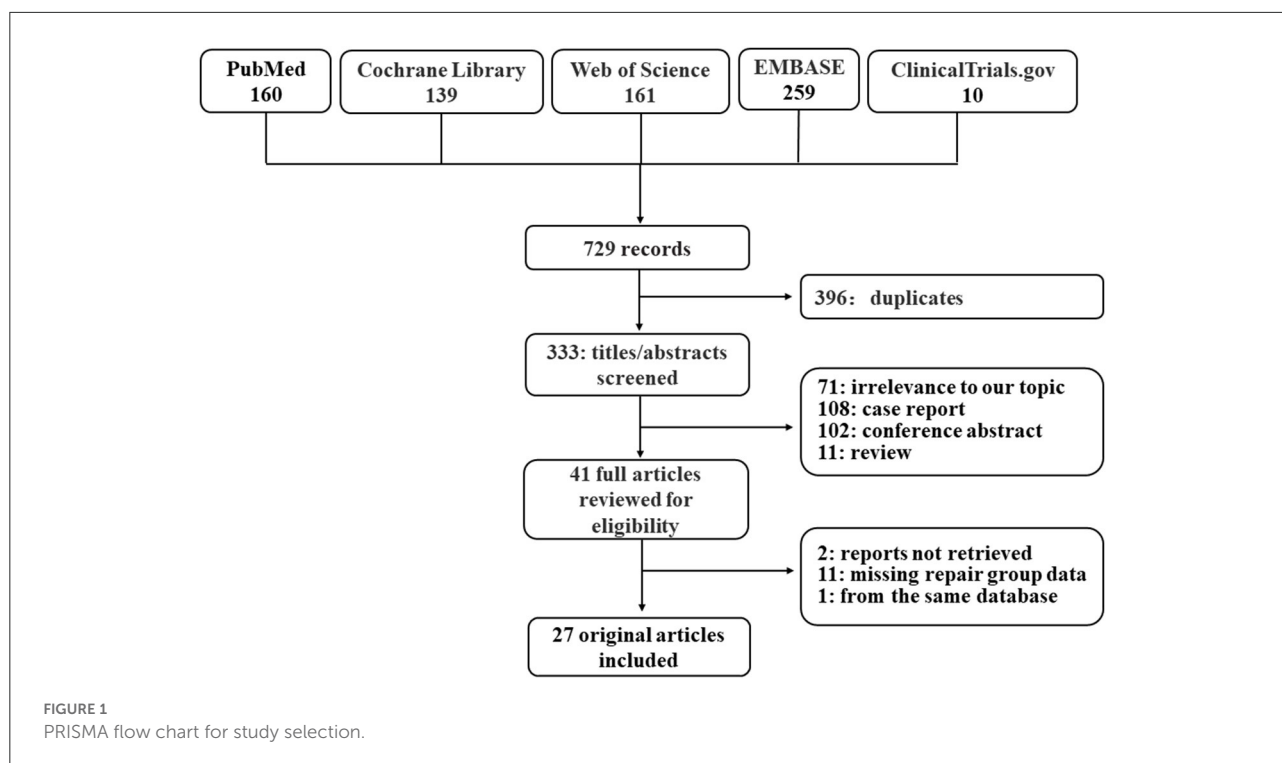 PubMed
160
Cochrane Library
139
Web of Science
161
EMBASE
259
ClinicalTrials.gov
10
729 records
396： duplicates
333: titles/abstracts
screened
71: irrelevance to our topic
108: case report
102: conference abstract
11: review
41 full articles
reviewed for
eligibility
2: reports not retrieved
11: missing repair group data
1: from the same database
27 original articles
included
FIGURE 1
PRISMA flow chart for study selection.